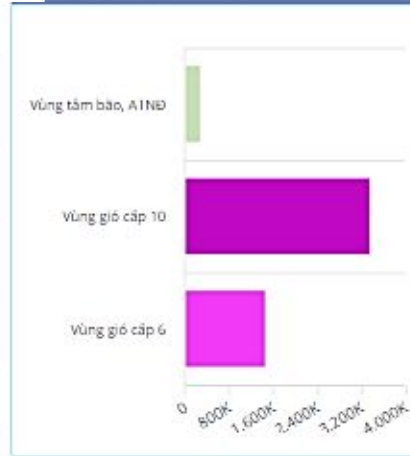 Vùng tâm bão, ATNĐ
Vùng gió cấp 10
Vùng gió cấp 6
0
800K
1.600K
2.400K
3.200K
4.000K